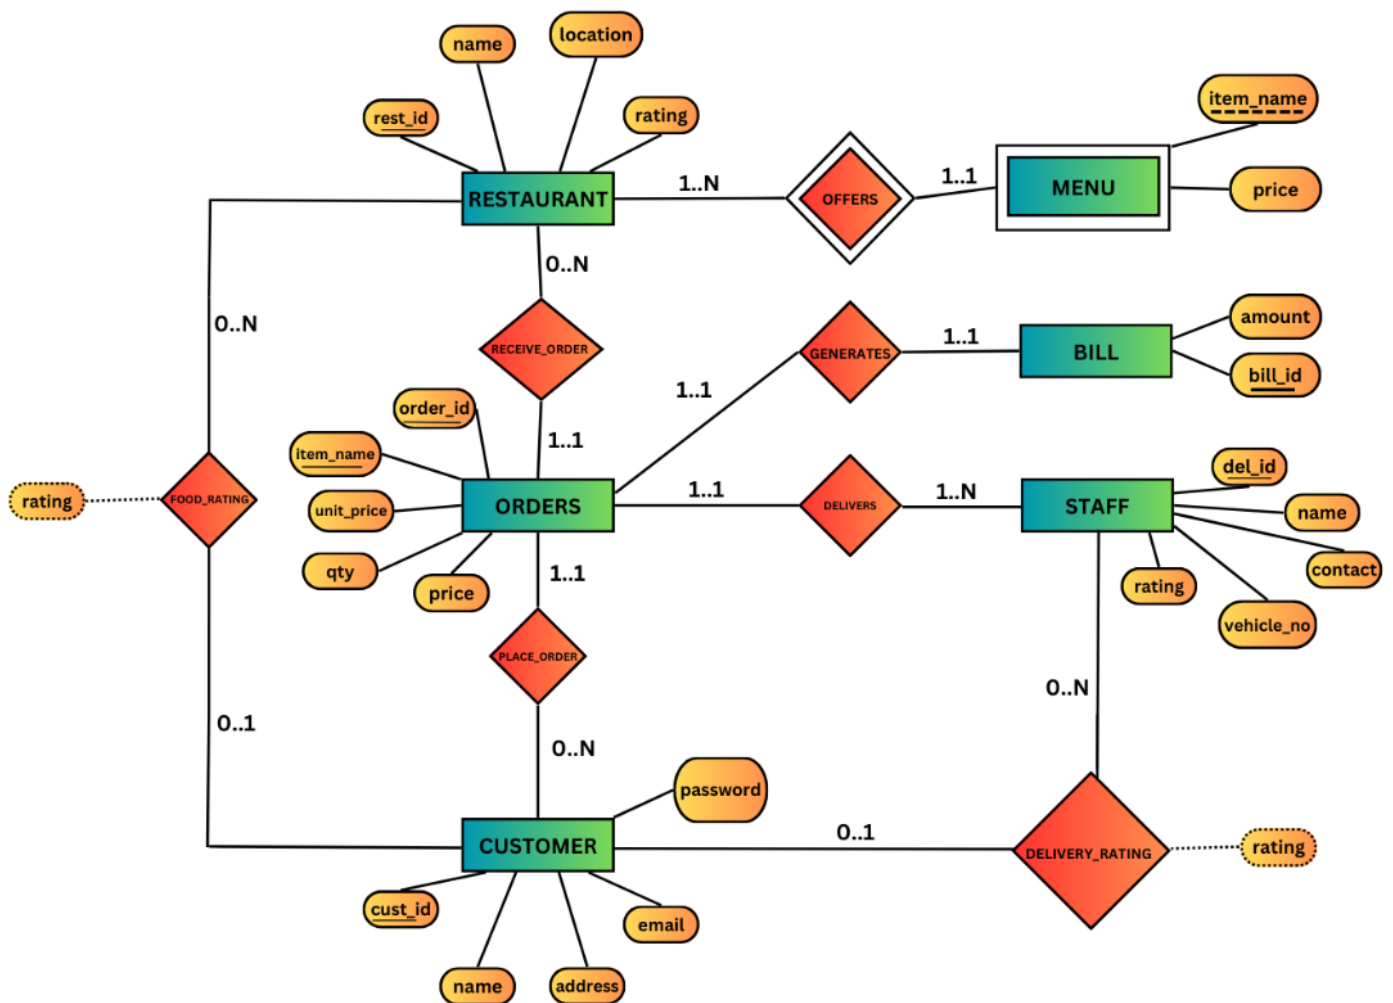 name
location
rest_id
rating
item_name
RESTAURANT
1..N
OFFERS
1..1
MENU
price
0..N
0..N
RECEIVE_ORDER
1..1
GENERATES
1..1
BILL
amount
bill_id
order_id
1..1
item_name
unit_price
qty
price
ORDERS
1..1
DELIVERS
1..N
STAFF
del_id
name
contact
vehicle_no
rating
rating
FOOD_RATING
1..1
PLACE_ORDER
0..N
0..1
0..N
password
CUSTOMER
0..1
DELIVERY_RATING
rating
cust_id
name
address
email